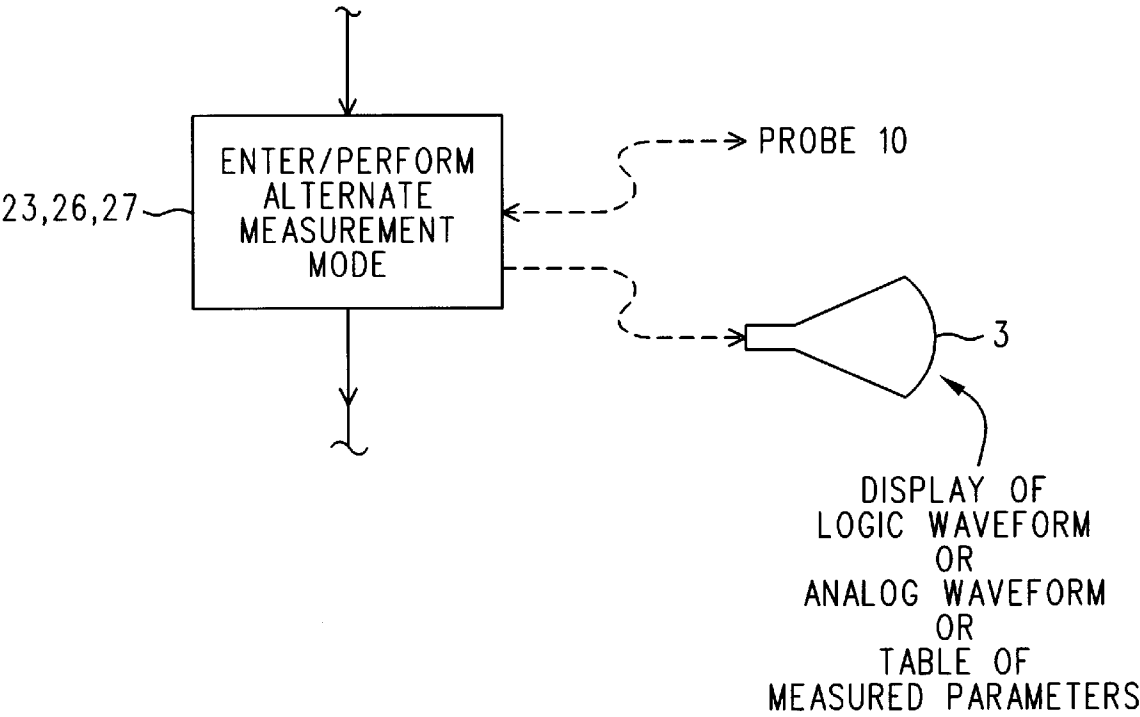 ENTER/PERFORM
ALTERNATE
MEASUREMENT
MODE
PROBE 10
23,26,27
3
DISPLAY OF
LOGIC WAVEFORM
OR
ANALOG WAVEFORM
OR
TABLE OF
MEASURED PARAMETERS